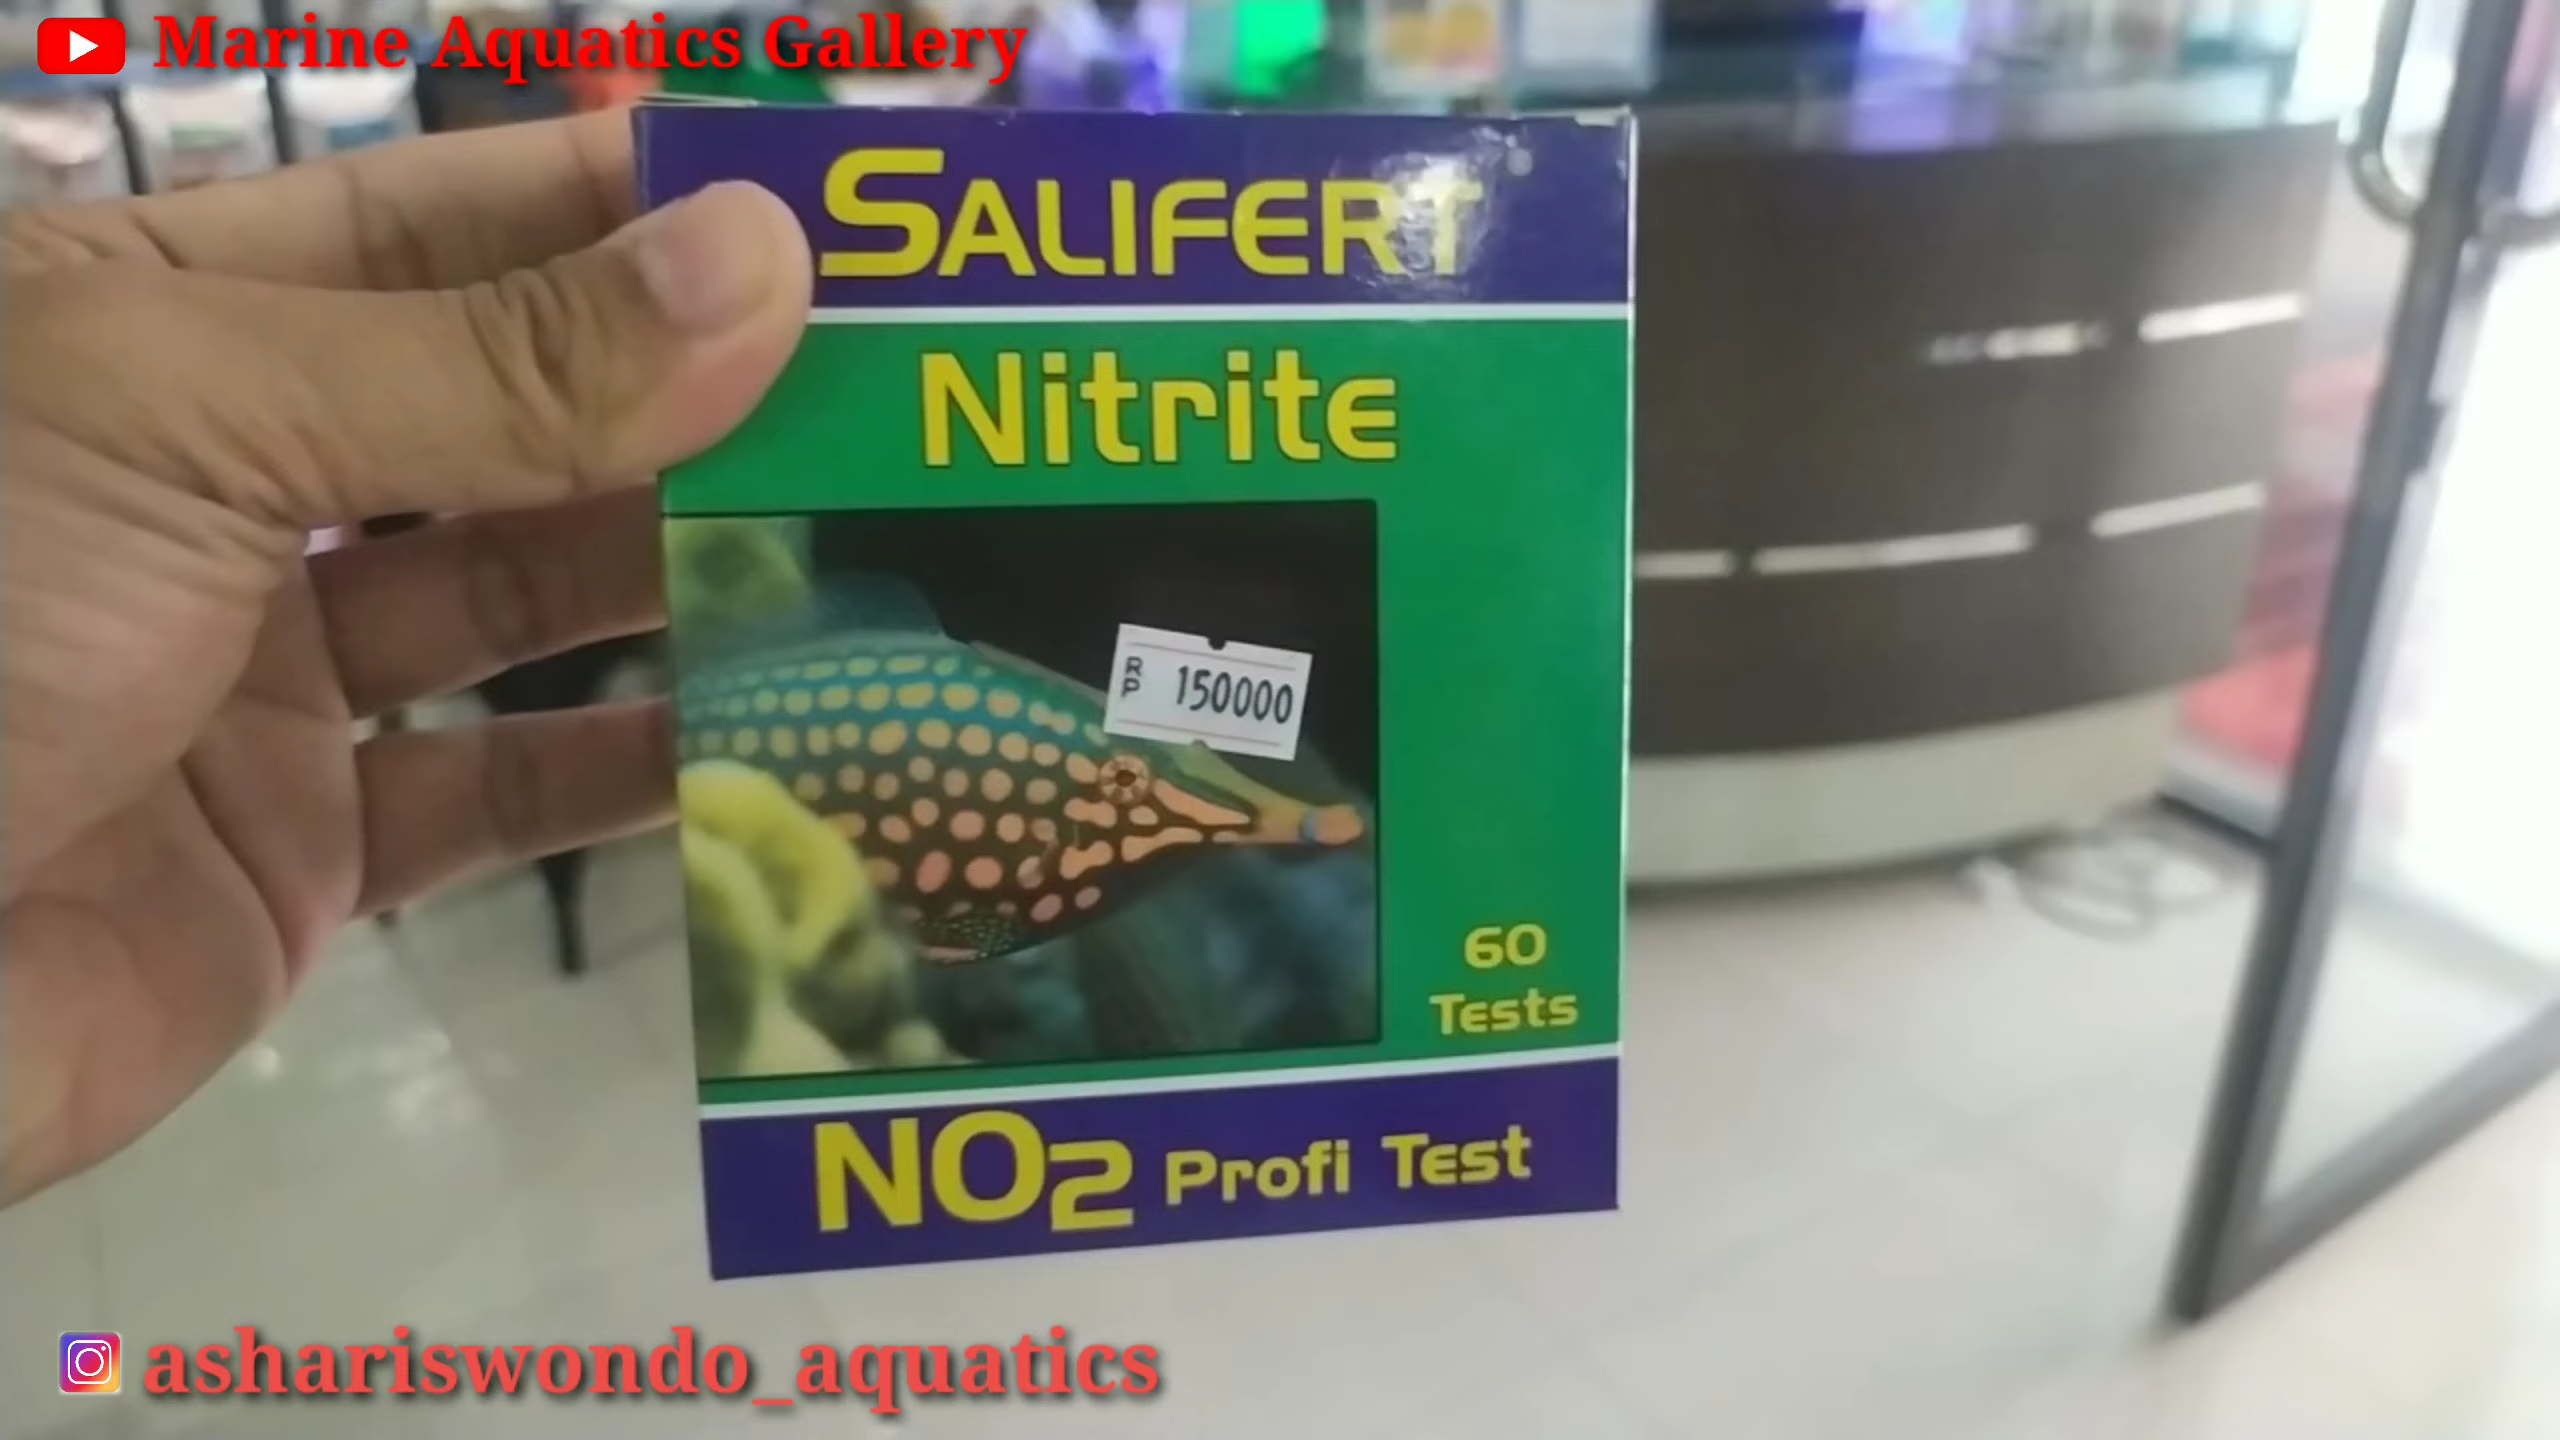 Marine Aquatics Gallery
SALIFERT
Nitrite
RP 150000
60
Tests
NO2 Profi Test
ashariswondo_aquatics